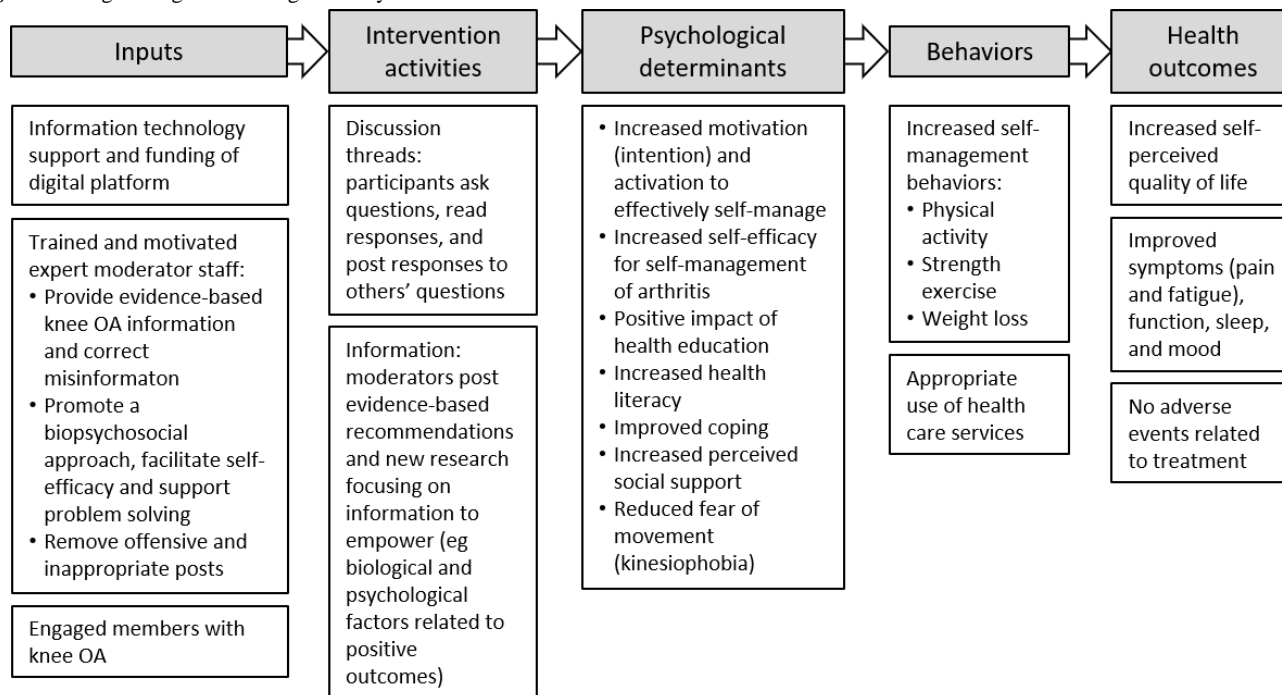 Inputs
Intervention
activities
Psychological
determinants
Behaviors
Health
outcomes
Information technology
support and funding of
digital platform
Trained and motivated
expert moderator staff:
• Provide evidence-based
knee OA information
and correct
misinformaton
• Promote a
biopsychosocial
approach, facilitate self-
efficacy and support
problem solving
• Remove offensive and
inappropriate posts
Engaged members with
knee OA
Discussion
threads:
participants ask
questions, read
responses, and
post responses to
others’ questions
Information:
moderators post
evidence-based
recommendations
and new research
focusing on
information to
empower (eg
biological and
psychological
factors related to
positive
outcomes)
• Increased motivation
(intention) and
activation to
effectively self-manage
• Increased self-efficacy
for self-management
of arthritis
• Positive impact of
health education
• Increased health
literacy
• Improved coping
• Increased perceived
social support
• Reduced fear of
movement
(kinesiophobia)
Increased self-
management
behaviors:
• Physical
activity
• Strength
exercise
• Weight loss
Appropriate
use of health
care services
Increased self-
perceived
quality of life
Improved
symptoms (pain
and fatigue),
function, sleep,
and mood
No adverse
events related
to treatment